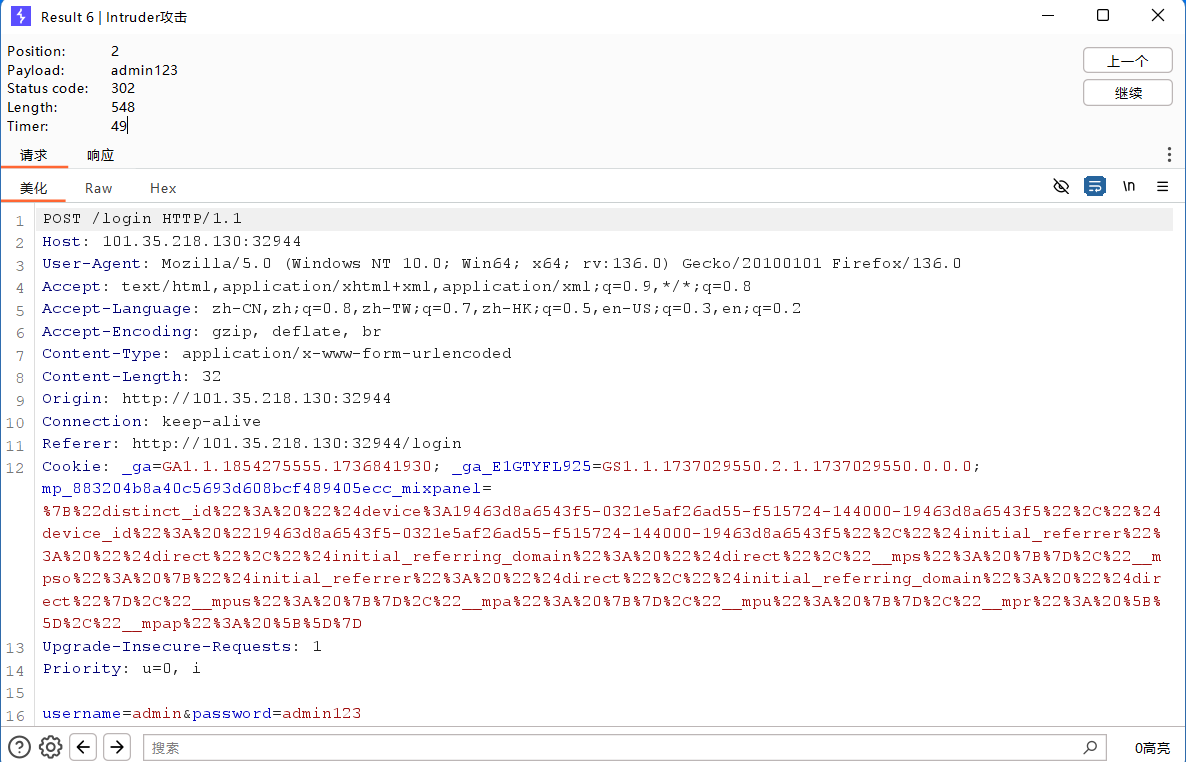 Result 6 | Intruder攻击
Position: 2
Payload: admin123
Status code: 302
Length: 548
Timer: 49
上一个
继续
请求 响应
美化 Raw Hex
\n
1 POST /login HTTP/1.1
2 Host: 101.35.218.130:32944
3 User-Agent: Mozilla/5.0 (Windows NT 10.0; Win64; x64; rv:136.0) Gecko/20100101 Firefox/136.0
4 Accept: text/html,application/xhtml+xml,application/xml;q=0.9,*/*;q=0.8
5 Accept-Language: zh-CN,zh;q=0.8,zh-TW;q=0.7,zh-HK;q=0.5,en-US;q=0.3,en;q=0.2
6 Accept-Encoding: gzip, deflate, br
7 Content-Type: application/x-www-form-urlencoded
8 Content-Length: 32
9 Origin: http://101.35.218.130:32944
10 Connection: keep-alive
11 Referer: http://101.35.218.130:32944/login
12 Cookie: _ga=GA1.1.1854275555.1736841930; _ga_E1GTYFL925=GS1.1.1737029550.2.1.1737029550.0.0.0;
mp_883204b8a40c5693d608bcf489405ecc_mixpanel=
%7B%22distinct_id%22%3A%20%22%24device%3A19463d8a6543f5-0321e5af26ad55-f515724-144000-19463d8a6543f5%22%2C%22%24
device_id%22%3A%20%2219463d8a6543f5-0321e5af26ad55-f515724-144000-19463d8a6543f5%22%2C%22%24initial_referrer%22%
3A%20%22%24direct%22%2C%22%24initial_referring_domain%22%3A%20%22%24direct%22%2C%22__mps%22%3A%20%7B%7D%2C%22__m
pso%22%3A%20%7B%22%24initial_referrer%22%3A%20%22%24direct%22%2C%22%24initial_referring_domain%22%3A%20%22%24dir
ect%22%7D%2C%22__mpus%22%3A%20%7B%7D%2C%22__mpa%22%3A%20%7B%7D%2C%22__mpu%22%3A%20%7B%7D%2C%22__mpr%22%3A%20%5B%
5D%2C%22__mpap%22%3A%20%5B%5D%7D
13 Upgrade-Insecure-Requests: 1
14 Priority: u=0, i
15
16 username=admin&password=admin123
搜索
0高亮